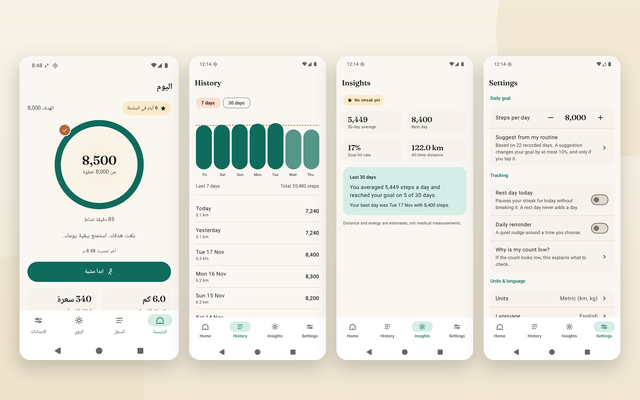 8:48
اليوم
6 أيام في السلسلة
الهدف 8,000
8,500
من 8,000 خطوة
85 دقيقة نشاط
بلغت هدفك. استمتع ببقية يومك.
آخر تحديث 8:48 م
ابدأ مشية
6.0 كم
340 سعرة
الرئيسية
السجل
الرؤى
الإعدادات
12:14
History
7 days
30 days
Fri Sat Sun Mon Tue Wed Thu
Last 7 days
Total 55,480 steps
Today
5.1 km
7,240
Yesterday
5.1 km
7,240
Tue 17 Nov
6.3 km
8,400
Mon 16 Nov
6.2 km
8,300
Sun 15 Nov
6.2 km
8,200
Sat 14 Nov
Home
History
Insights
Settings
12:14
Insights
No streak yet
5,449
30-day average
8,400
Best day
17%
Goal hit rate
122.0 km
All-time distance
Last 30 days
You averaged 5,449 steps a day and
reached your goal on 5 of 30 days.
Your best day was Tue 17 Nov with 8,400 steps.
Distance and energy are estimates, not medical measurements.
Home
History
Insights
Settings
12:14
Settings
Daily goal
Steps per day
— 8,000 +
Suggest from my routine
Based on 22 recorded days. A suggestion
changes your goal by at most 10%, and only if
you tap it.
Tracking
Rest day today
Pauses your streak for today without
breaking it. A rest day never adds a day.
Daily reminder
A quiet nudge around a time you choose
Why is my count low?
If the count looks low, this explains what to
check.
Units & language
Units
Metric (km, kg)
Language
English
Home
History
Insights
Settings